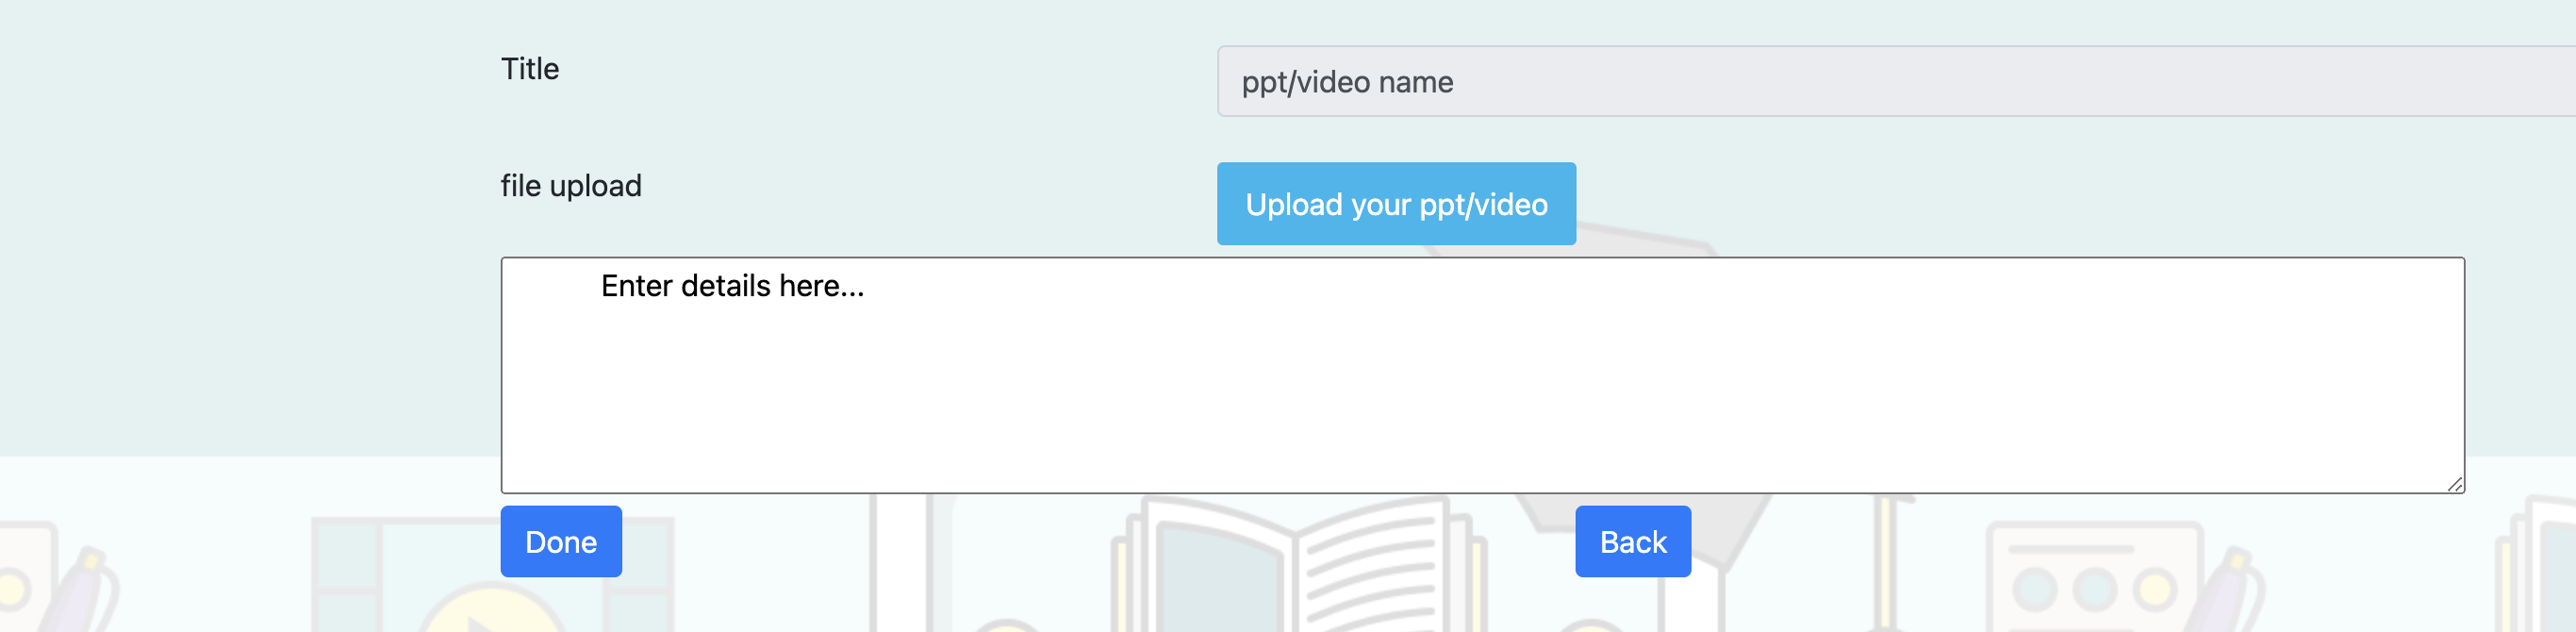 Title
ppt/video name
file upload
Upload your ppt/video
Enter details here...
Done
Back